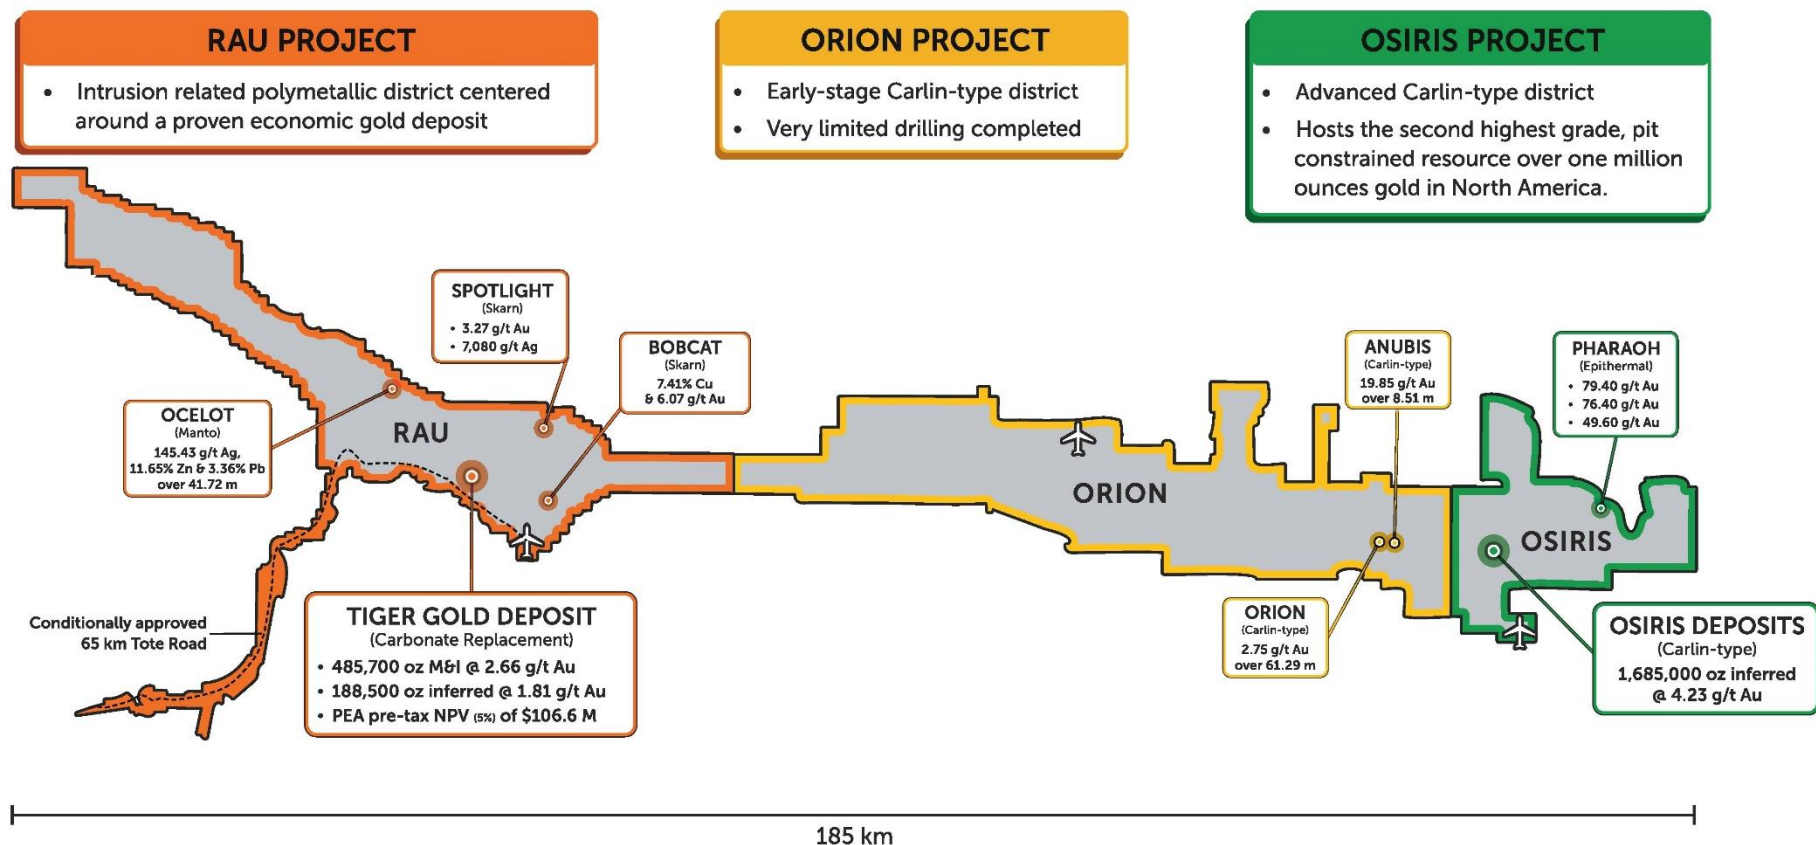 RAU PROJECT
• Intrusion related polymetallic district centered
around a proven economic gold deposit
ORION PROJECT
• Early-stage Carlin-type district
• Very limited drilling completed
OSIRIS PROJECT
• Advanced Carlin-type district
• Hosts the second highest grade, pit
constrained resource over one million
ounces gold in North America.
SPOTLIGHT
(Skarn)
• 3.27 g/t Au
• 7,080 g/t Ag
BOBCAT
(Skarn)
7.41% Cu
& 6.07 g/t Au
ANUBIS
(Carlin-type)
19.85 g/t Au
over 8.51 m
PHARAOH
(Epithermal)
• 79.40 g/t Au
• 76.40 g/t Au
• 49.60 g/t Au
OCELOT
(Manto)
145.43 g/t Ag,
11.65% Zn & 3.36% Pb
over 41.72 m
RAU
ORION
OSIRIS
Conditionally approved
65 km Tote Road
TIGER GOLD DEPOSIT
(Carbonate Replacement)
• 485,700 oz M&I @ 2.66 g/t Au
• 188,500 oz inferred @ 1.81 g/t Au
• PEA pre-tax NPV (5%) of $106.6 M
ORION
(Carlin-type)
2.75 g/t Au
over 61.29 m
OSIRIS DEPOSITS
(Carlin-type)
1,685,000 oz inferred
@ 4.23 g/t Au
185 km